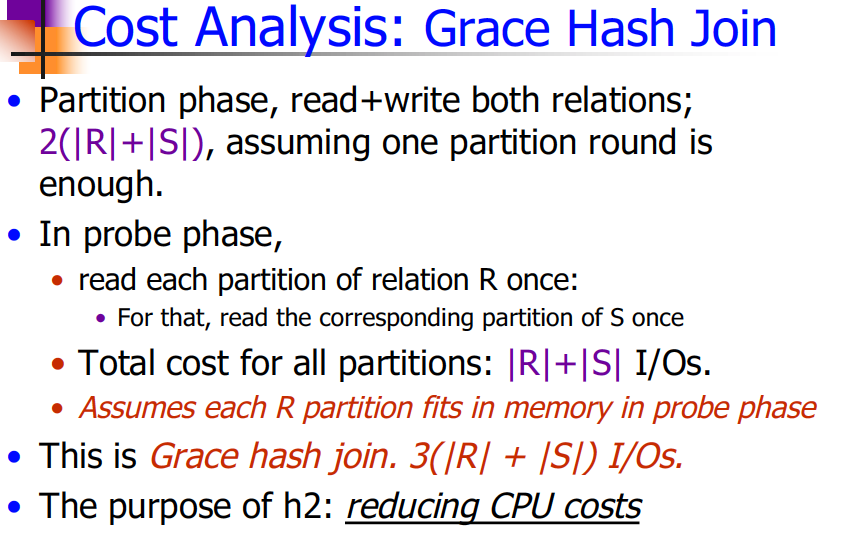 Cost Analysis: Grace Hash Join
• Partition phase, read+write both relations;
2(|R|+|S|), assuming one partition round is
enough.
• In probe phase,
• read each partition of relation R once:
• For that, read the corresponding partition of S once
• Total cost for all partitions: |R|+|S| I/Os.
• Assumes each R partition fits in memory in probe phase
• This is Grace hash join. 3(|R| + |S|) I/Os.
• The purpose of h2: reducing CPU costs